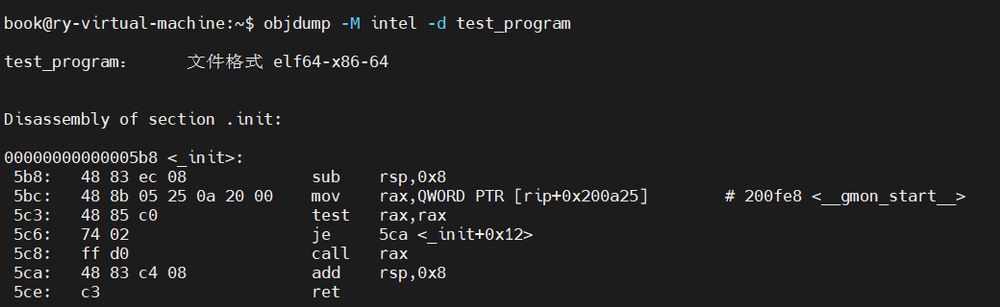 book@ry-virtual-machine:~$ objdump -M intel -d test_program
test_program：     文件格式 elf64-x86-64
Disassembly of section .init:
00000000000005b8 <_init>:
 5b8:   48 83 ec 08             sub    rsp,0x8
 5bc:   48 8b 05 25 0a 20 00    mov    rax,QWORD PTR [rip+0x200a25]        # 200fe8 <__gmon_start__>
 5c3:   48 85 c0                test   rax,rax
 5c6:   74 02                   je     5ca <_init+0x12>
 5c8:   ff d0                   call   rax
 5ca:   48 83 c4 08             add    rsp,0x8
 5ce:   c3                      ret